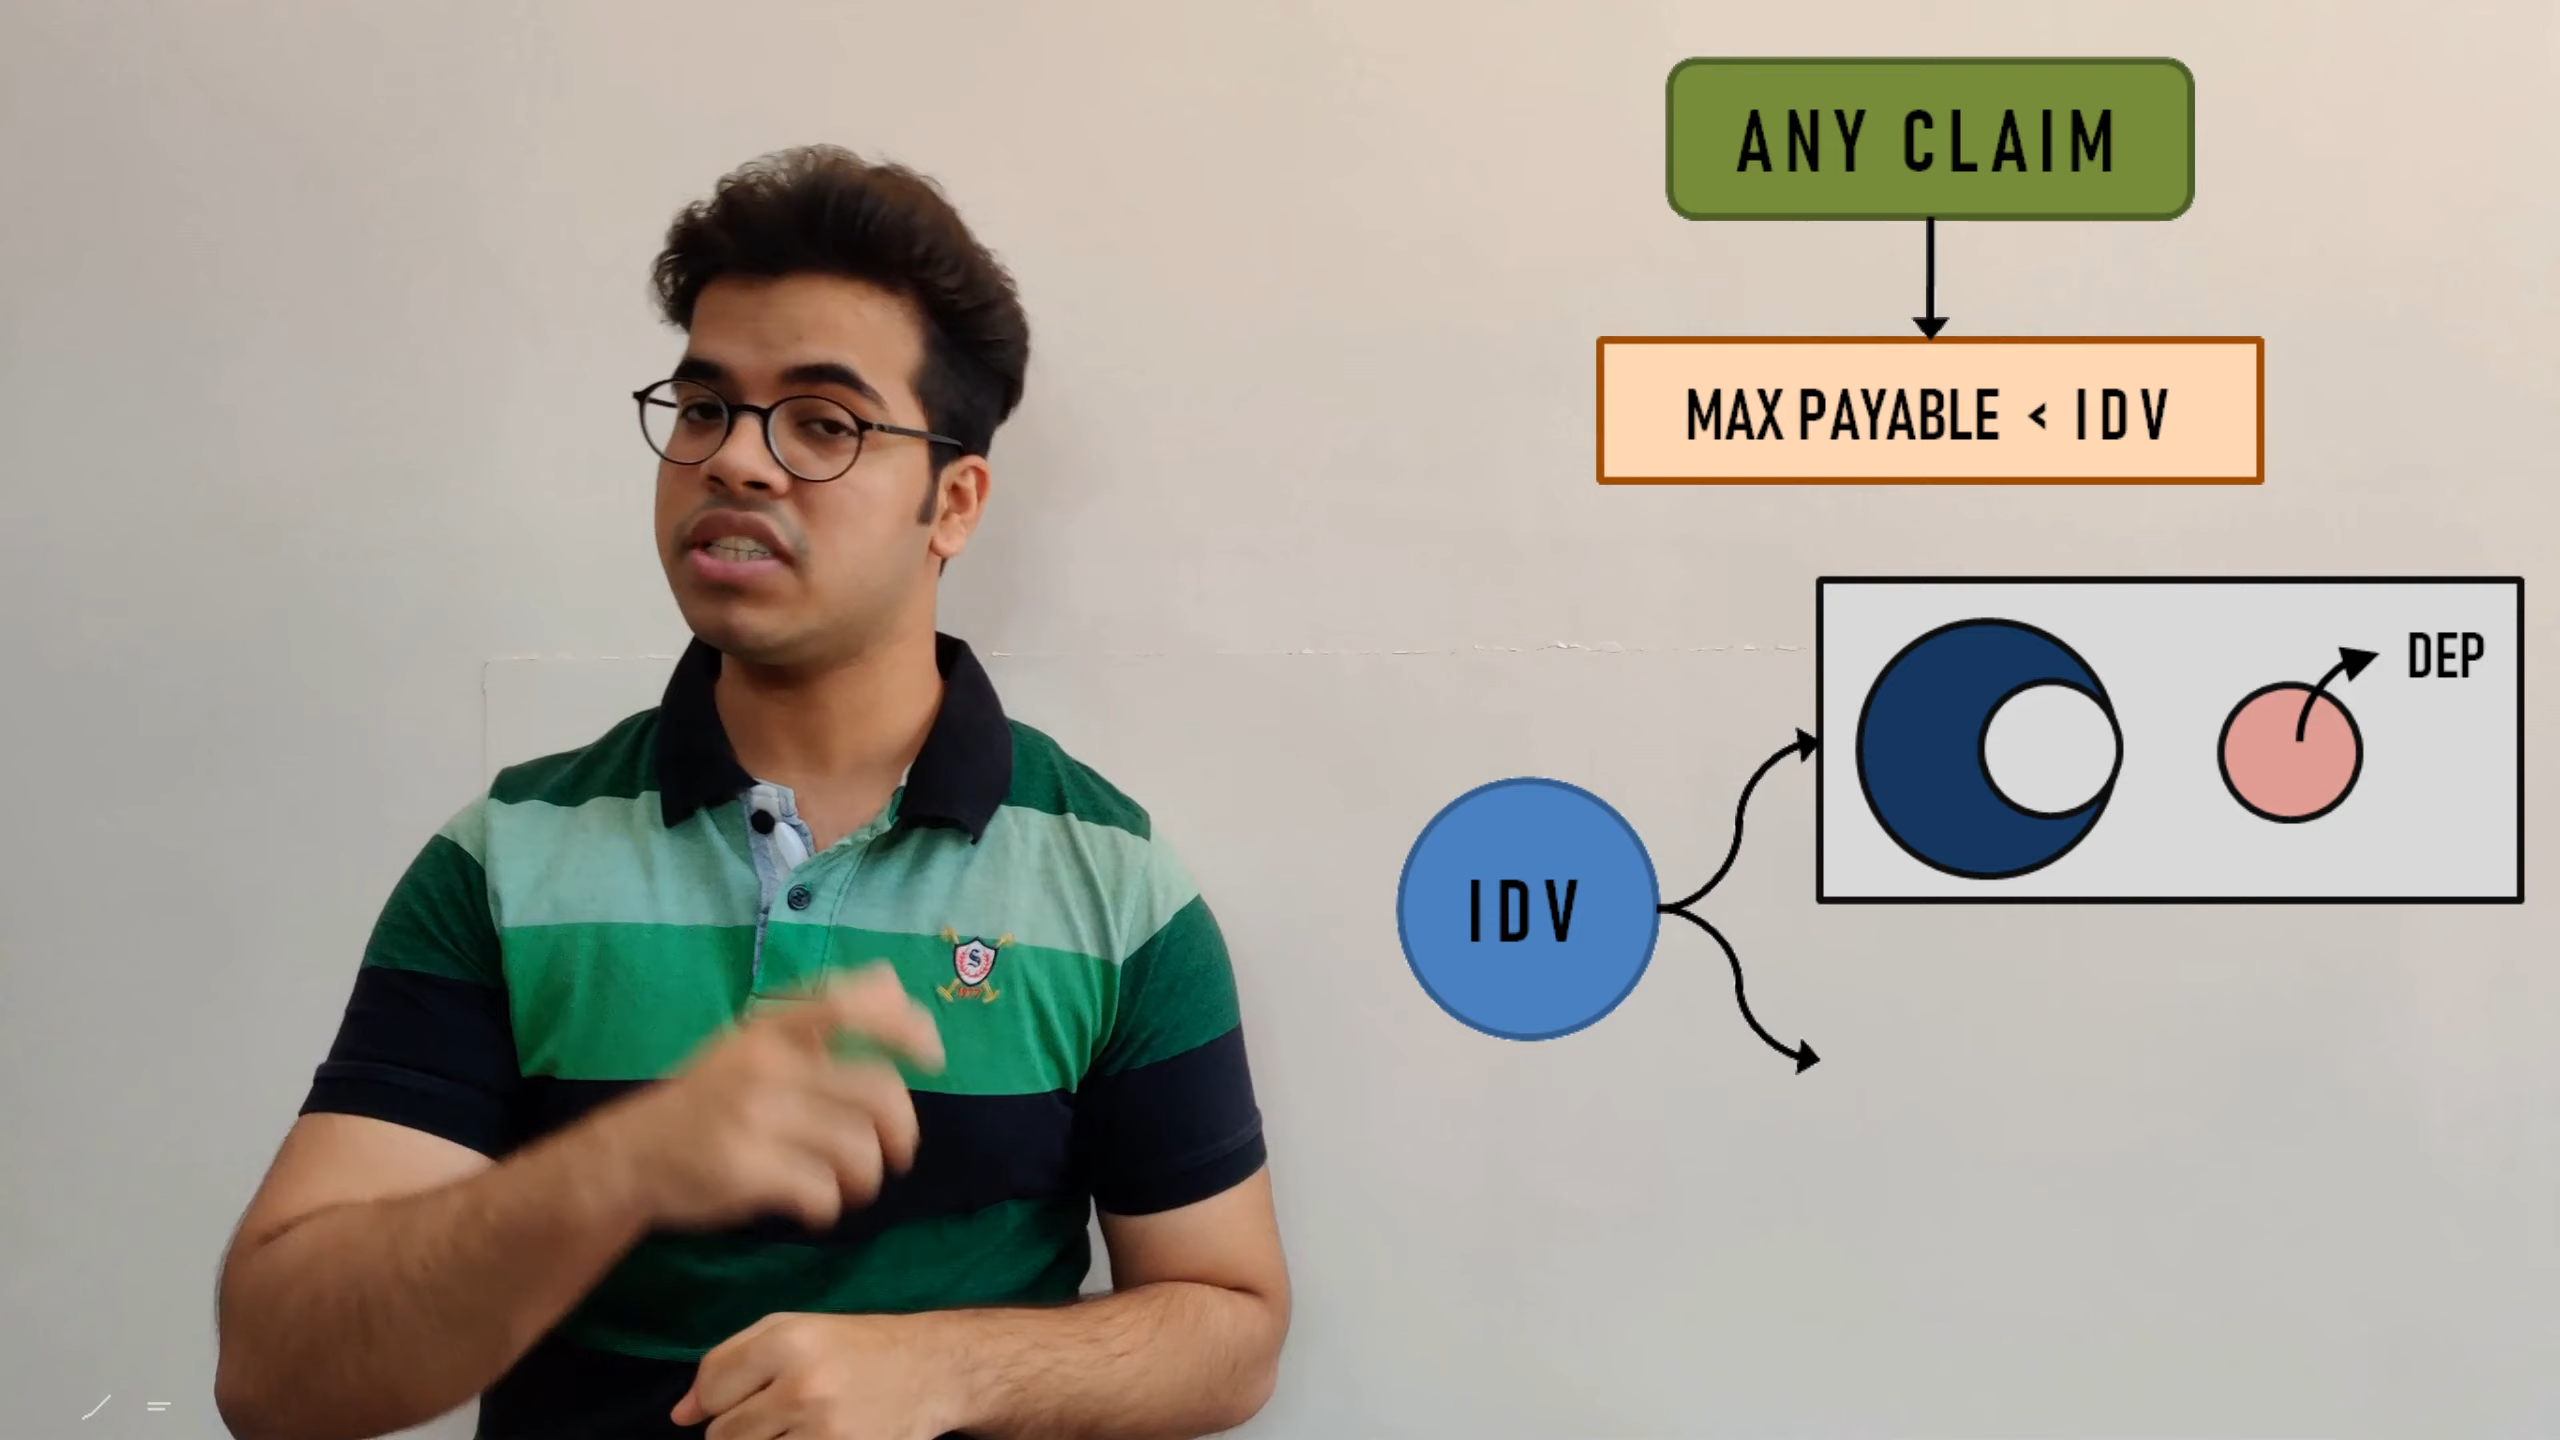 ANY CLAIM
MAX PAYABLE < IDV
DEP
IDV